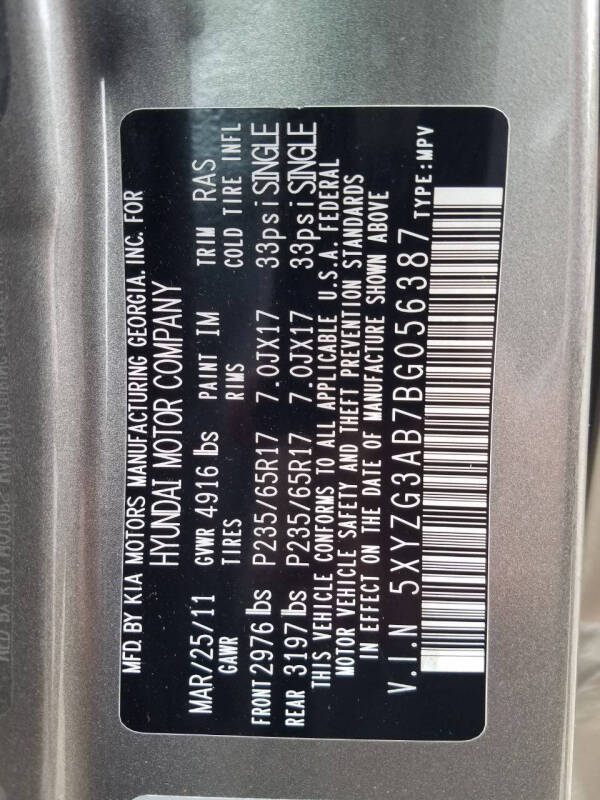 MFD. BY KIA MOTORS MANUFACTURING GEORGIA. INC. FOR
HYUNDAI MOTOR COMPANY
MAR/25/11 GVWR 4916 lbs PAINT IM TRIM RAS
GAWR TIRES RIMS COLD TIRE INFL
FRONT 2976 lbs P235/65R17 7.0JX17 33psi SINGLE
REAR 3197 lbs P235/65R17 7.0JX17 33psi SINGLE
THIS VEHICLE CONFORMS TO ALL APPLICABLE U.S.A. FEDERAL
MOTOR VEHICLE SAFETY AND THEFT PREVENTION STANDARDS
IN EFFECT ON THE DATE OF MANUFACTURE SHOWN ABOVE
V.I.N 5XYZG3AB7BG056387 TYPE:MPV